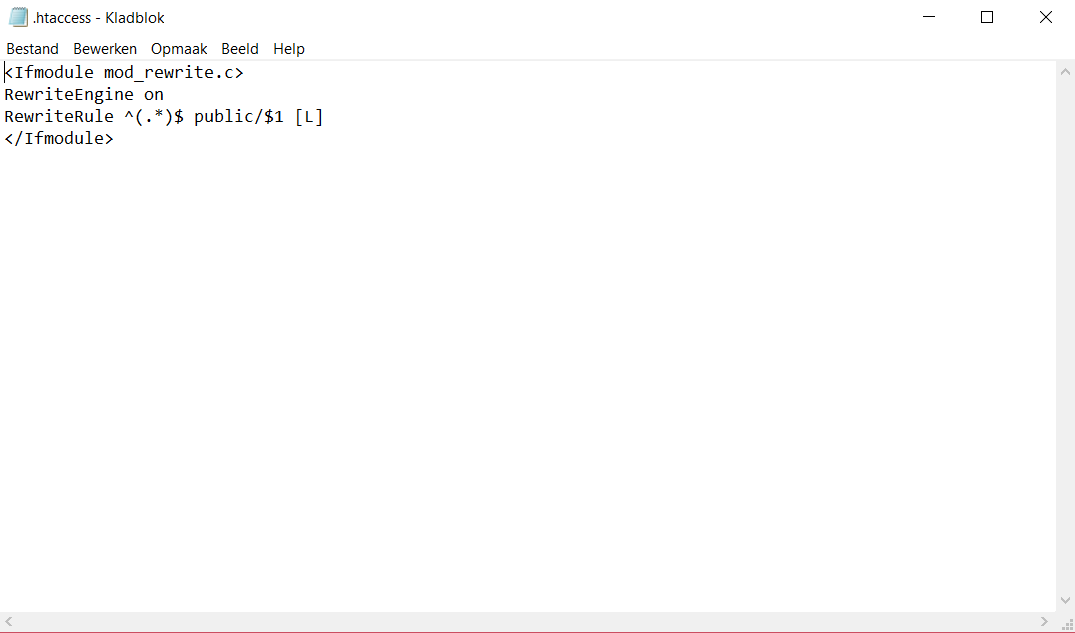 .htaccess - Kladblok
Bestand Bewerken Opmaak Beeld Help
<Ifmodule mod_rewrite.c>
RewriteEngine on
RewriteRule ^(.*)$ public/$1 [L]
</Ifmodule>